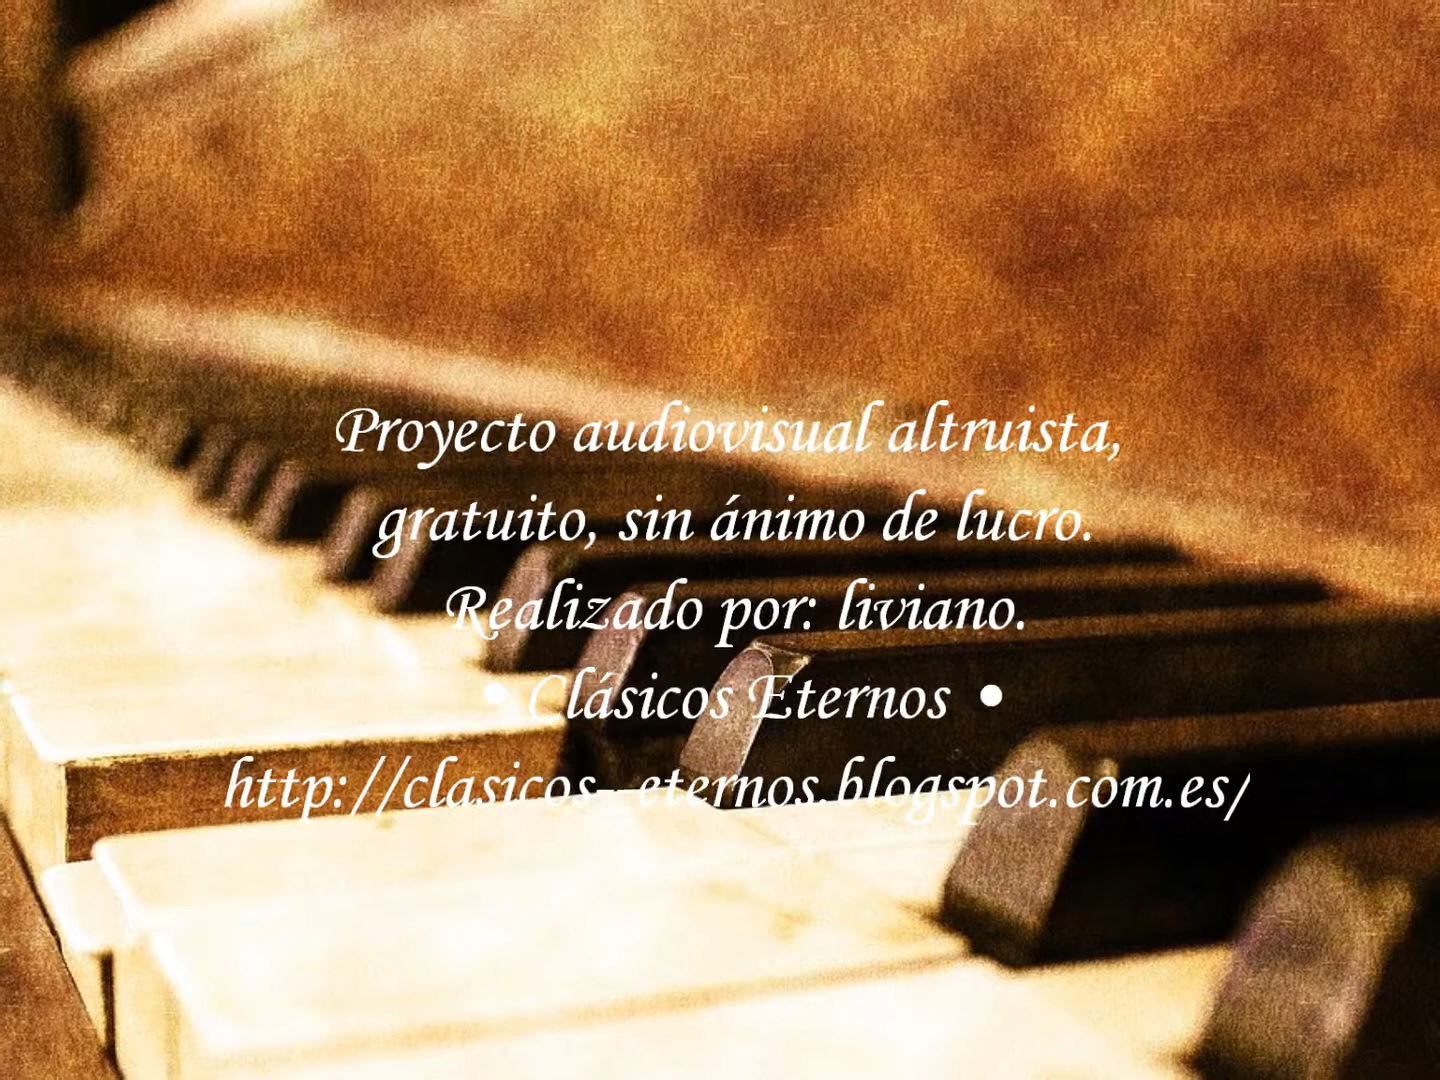 Proyecto audiovisual altruista,
gratuito, sin ánimo de lucro.
Realizado por: liviano.
• Clásicos Eternos •
http://clasicos--eternos.blogspot.com.es/